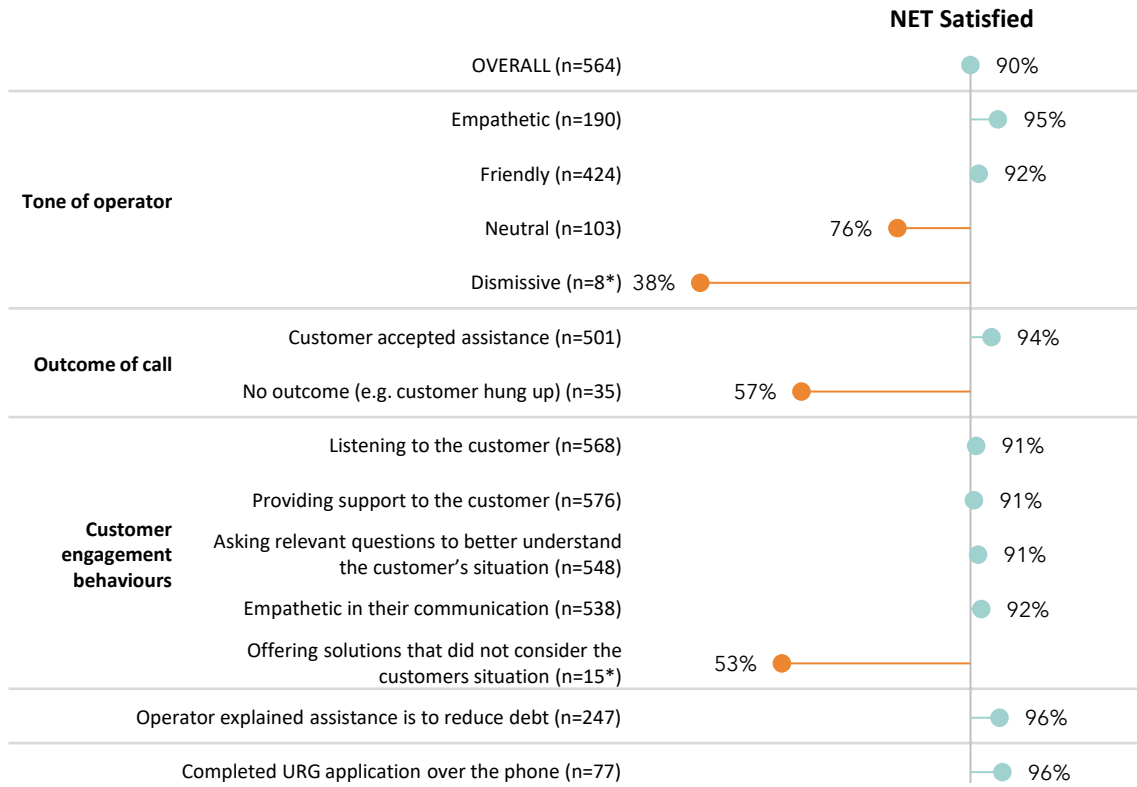 NET Satisfied
OVERALL (n=564)
90%
Tone of operator
Empathetic (n=190)
95%
Friendly (n=424)
92%
Neutral (n=103)
76%
Dismissive (n=8*)
38%
Outcome of call
Customer accepted assistance (n=501)
94%
No outcome (e.g. customer hung up) (n=35)
57%
Customer
engagement
behaviours
Listening to the customer (n=568)
91%
Providing support to the customer (n=576)
91%
Asking relevant questions to better understand
the customer's situation (n=548)
91%
Empathetic in their communication (n=538)
92%
Offering solutions that did not consider the
customers situation (n=15*)
53%
Operator explained assistance is to reduce debt (n=247)
96%
Completed URG application over the phone (n=77)
96%